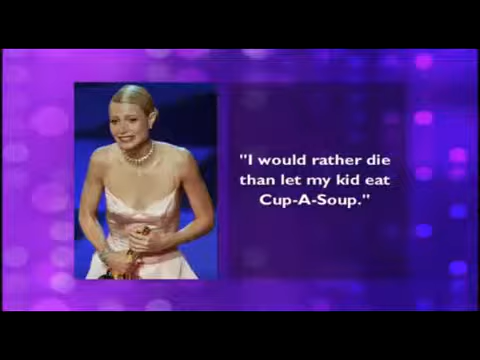 "I would rather die
than let my kid eat
Cup-A-Soup."